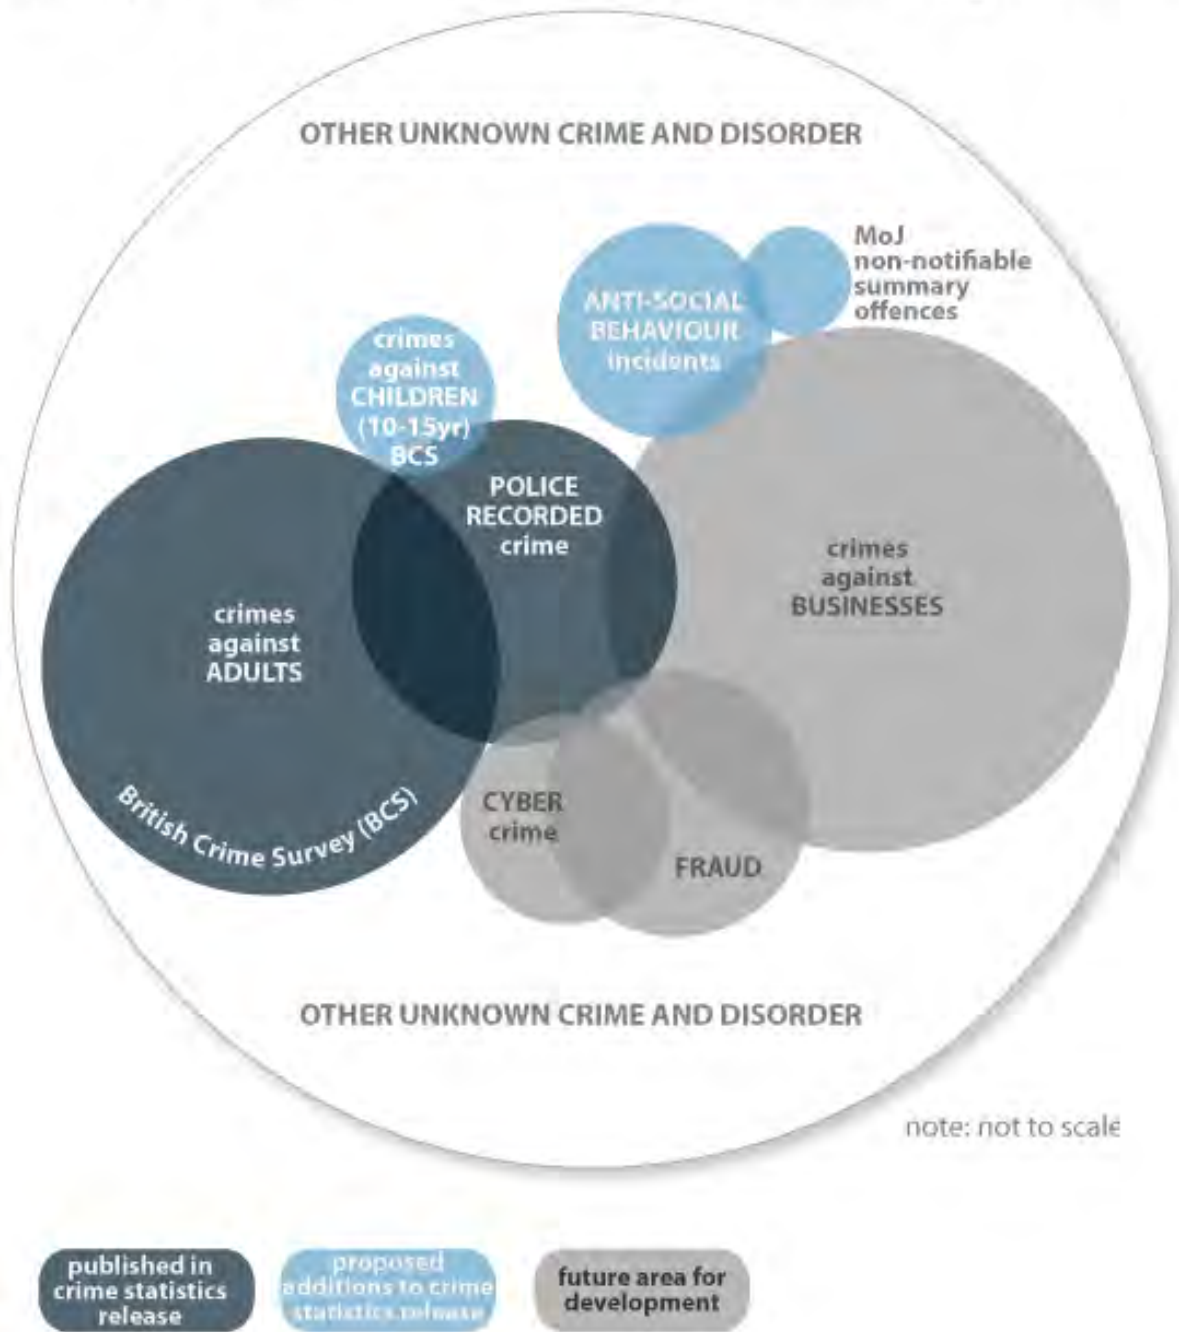 OTHER UNKNOWN CRIME AND DISORDER
MoJ
non-notifiable
summary
offences
ANTI-SOCIAL
BEHAVIOUR
incidents
crimes
against
CHILDREN
(10-15yr)
BCS
POLICE
RECORDED
crime
crimes
against
BUSINESSES
crimes
against
ADULTS
British Crime Survey (BCS)
CYBER
crime
FRAUD
OTHER UNKNOWN CRIME AND DISORDER
note: not to scale
published in
crime statistics
release
proposed
additions to crime
statistics release
future area for
development